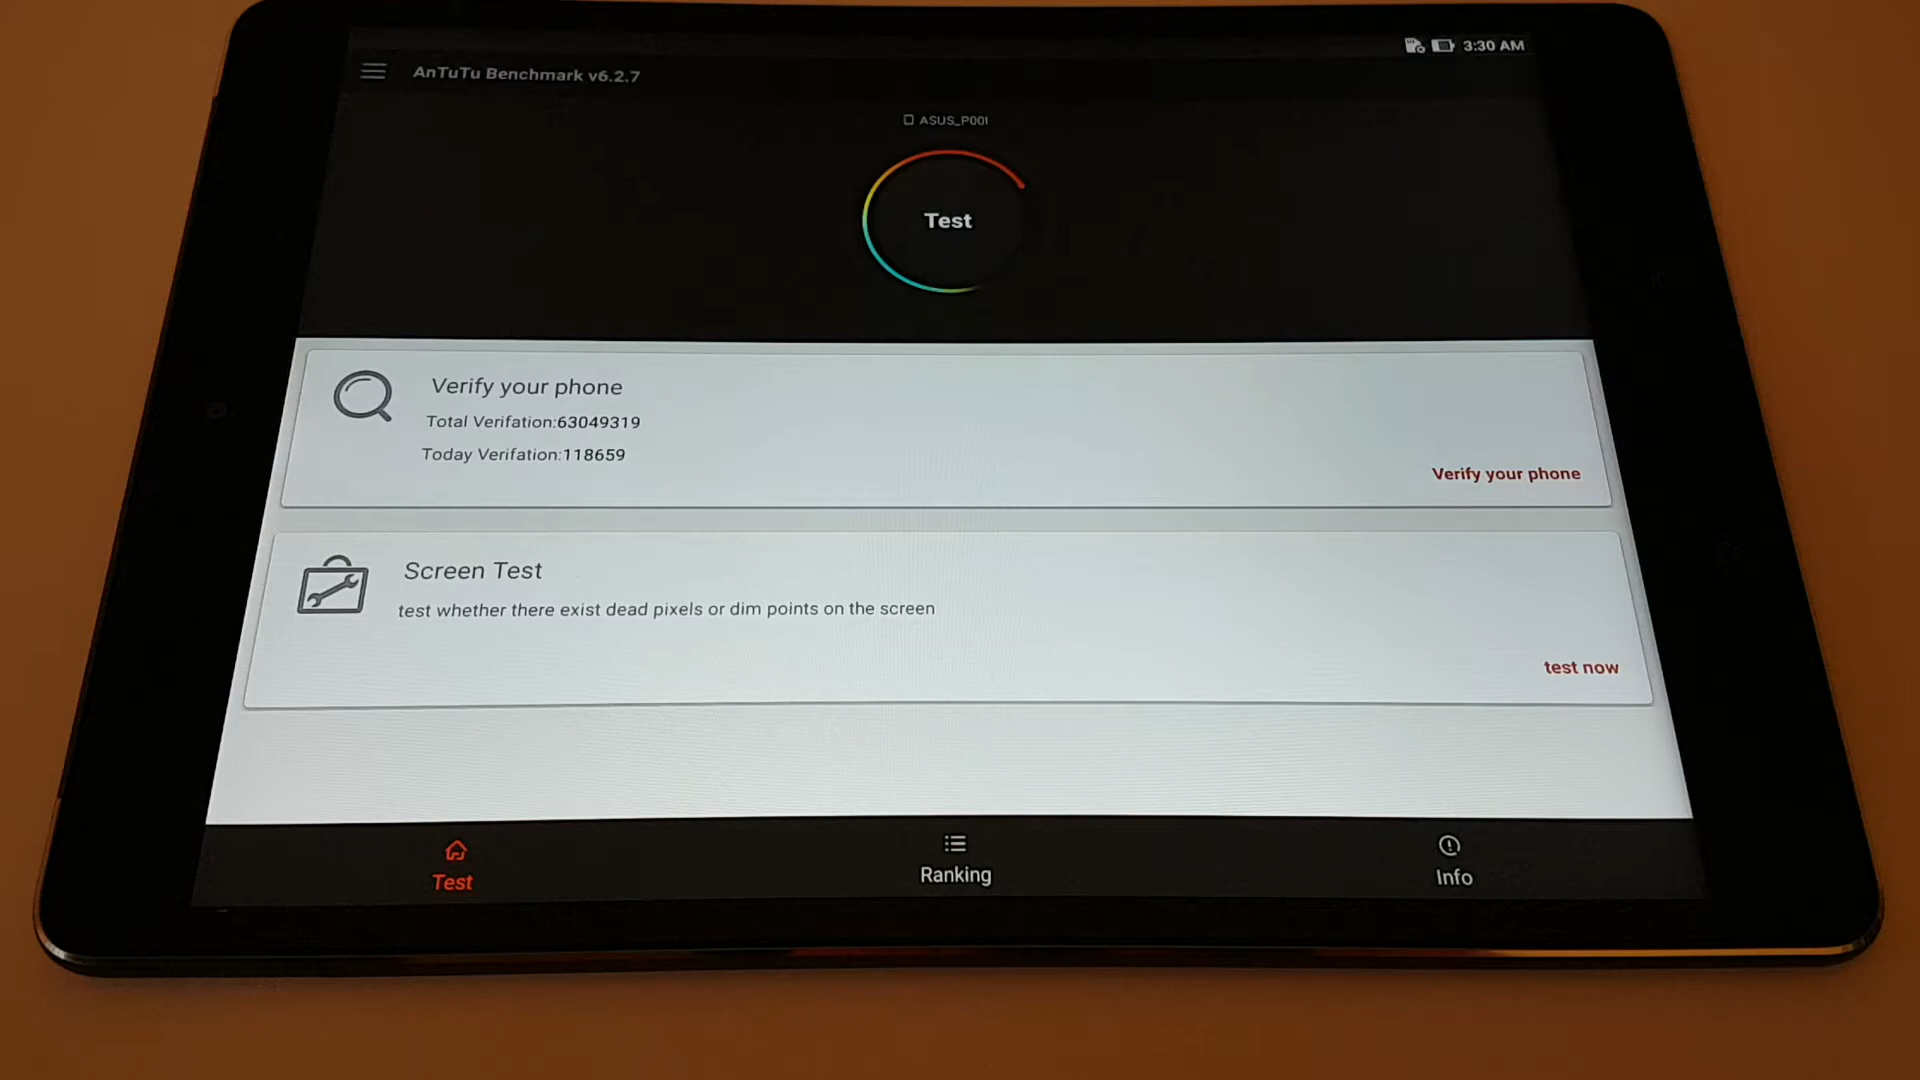 3:30 AM
AnTuTu Benchmark v6.2.7
ASUS_P00I
Test
Verify your phone
Total Verifation:63049319
Today Verifation:118659
Verify your phone
Screen Test
test whether there exist dead pixels or dim points on the screen
test now
Test
Ranking
Info